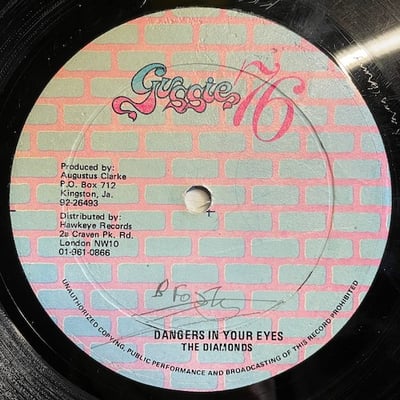 Gussie 76
Produced by:
Augustus Clarke
P.O. Box 712
Kingston, Ja.
92-26493
Distributed by:
Hawkeye Records
2a Craven Pk. Rd.
London NW10
01-961-0866
DANGERS IN YOUR EYES
THE DIAMONDS
UNAUTHORIZED COPYING, PUBLIC PERFORMANCE AND BROADCASTING OF THIS RECORD PROHIBITED